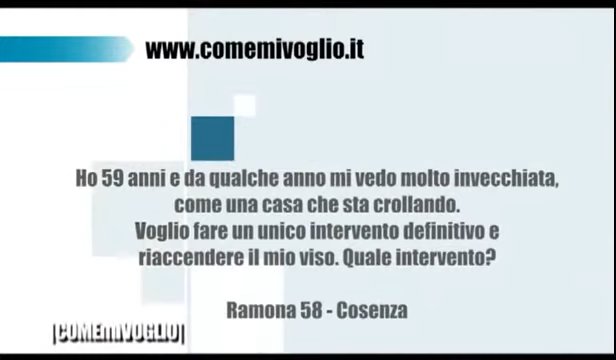 www.comemivoglio.it
Ho 59 anni e da qualche anno mi vedo molto invecchiata,
come una casa che sta crollando.
Voglio fare un unico intervento definitivo e
riaccendere il mio viso. Quale intervento?
Ramona 58 - Cosenza
|COMEmiVOGLIO|